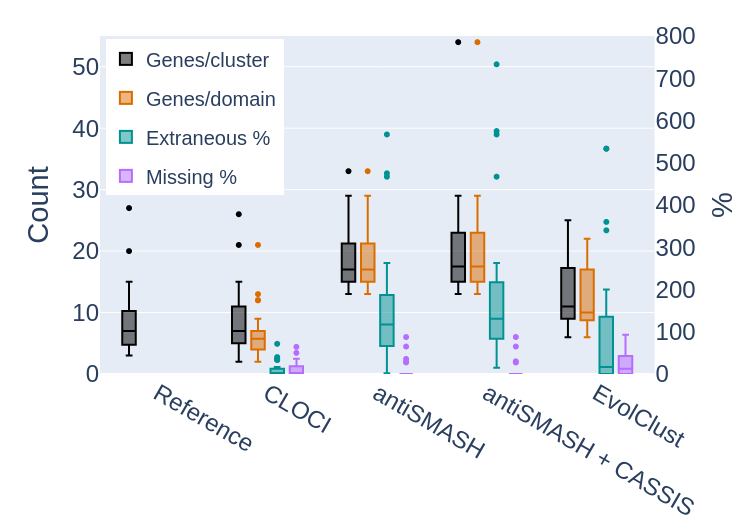 Genes/cluster
Genes/domain
Extraneous %
Missing %
Count
50
40
30
20
10
0
%
800
700
600
500
400
300
200
100
0
Reference
CLOCI
antiSMASH
antiSMASH + CASSIS
EvolClust